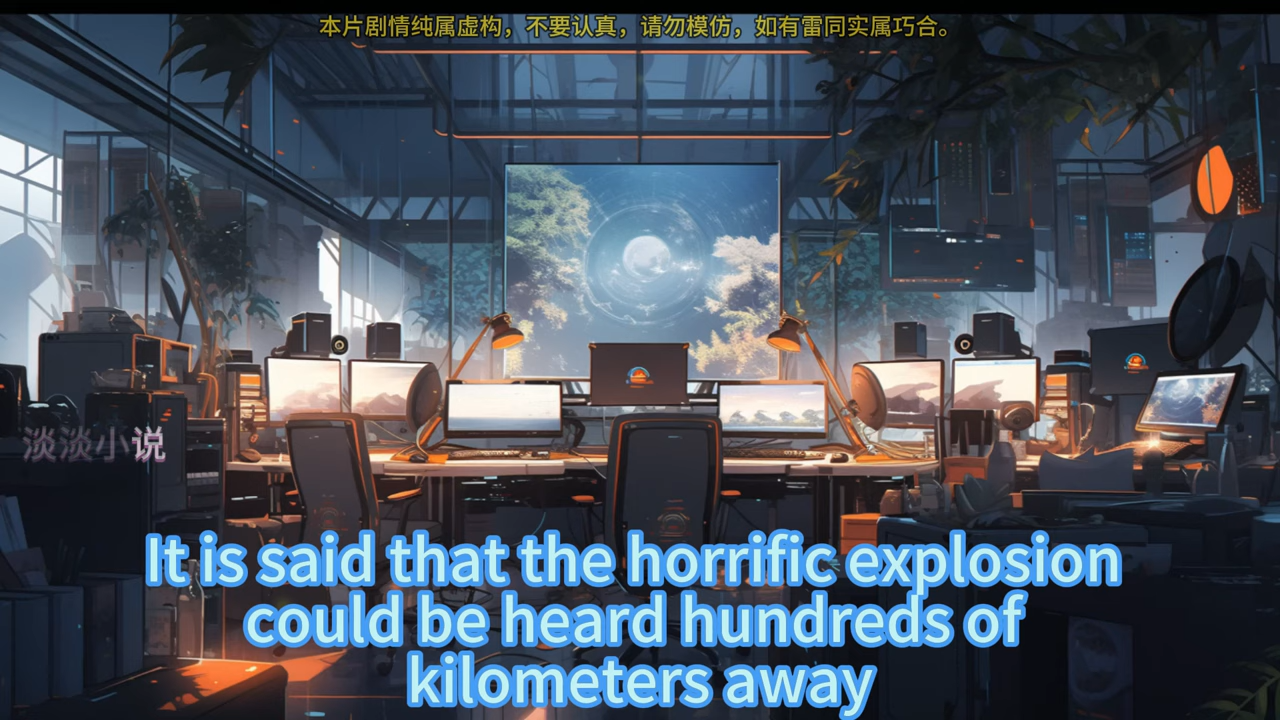 本片剧情纯属虚构，不要认真，请勿模仿，如有雷同实属巧合。
淡淡小说
It is said that the horrific explosion
could be heard hundreds of
kilometers away